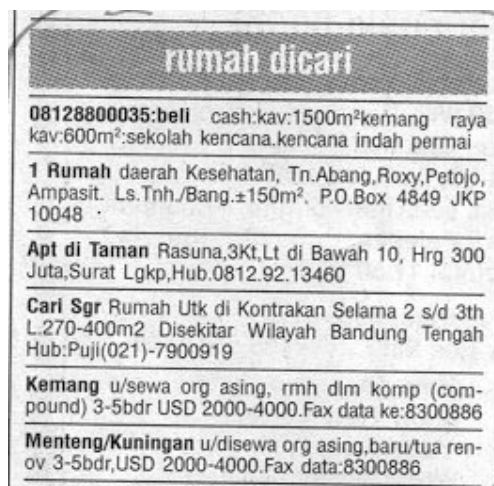 rumah dicari
08128800035:beli cash:kav:1500m²kemang raya
kav:600m²:sekolah kencana.kencana indah permai
1 Rumah daerah Kesehatan, Tn.Abang,Roxy,Petojo,
Ampasit. Ls.Tnh./Bang.±150m². P.O.Box 4849 JKP
10048
Apt di Taman Rasuna,3Kt,Lt di Bawah 10, Hrg 300
Juta,Surat Lgkp,Hub.0812.92.13460
Cari Sgr Rumah Utk di Kontrakan Selama 2 s/d 3th
L.270-400m2 Disekitar Wilayah Bandung Tengah
Hub:Puji(021)-7900919
Kemang u/sewa org asing, rmh dlm komp (com-
pound) 3-5bdr USD 2000-4000.Fax data ke:8300886
Menteng/Kuningan u/disewa org asing,baru/tua ren-
ov 3-5bdr,USD 2000-4000.Fax data:8300886